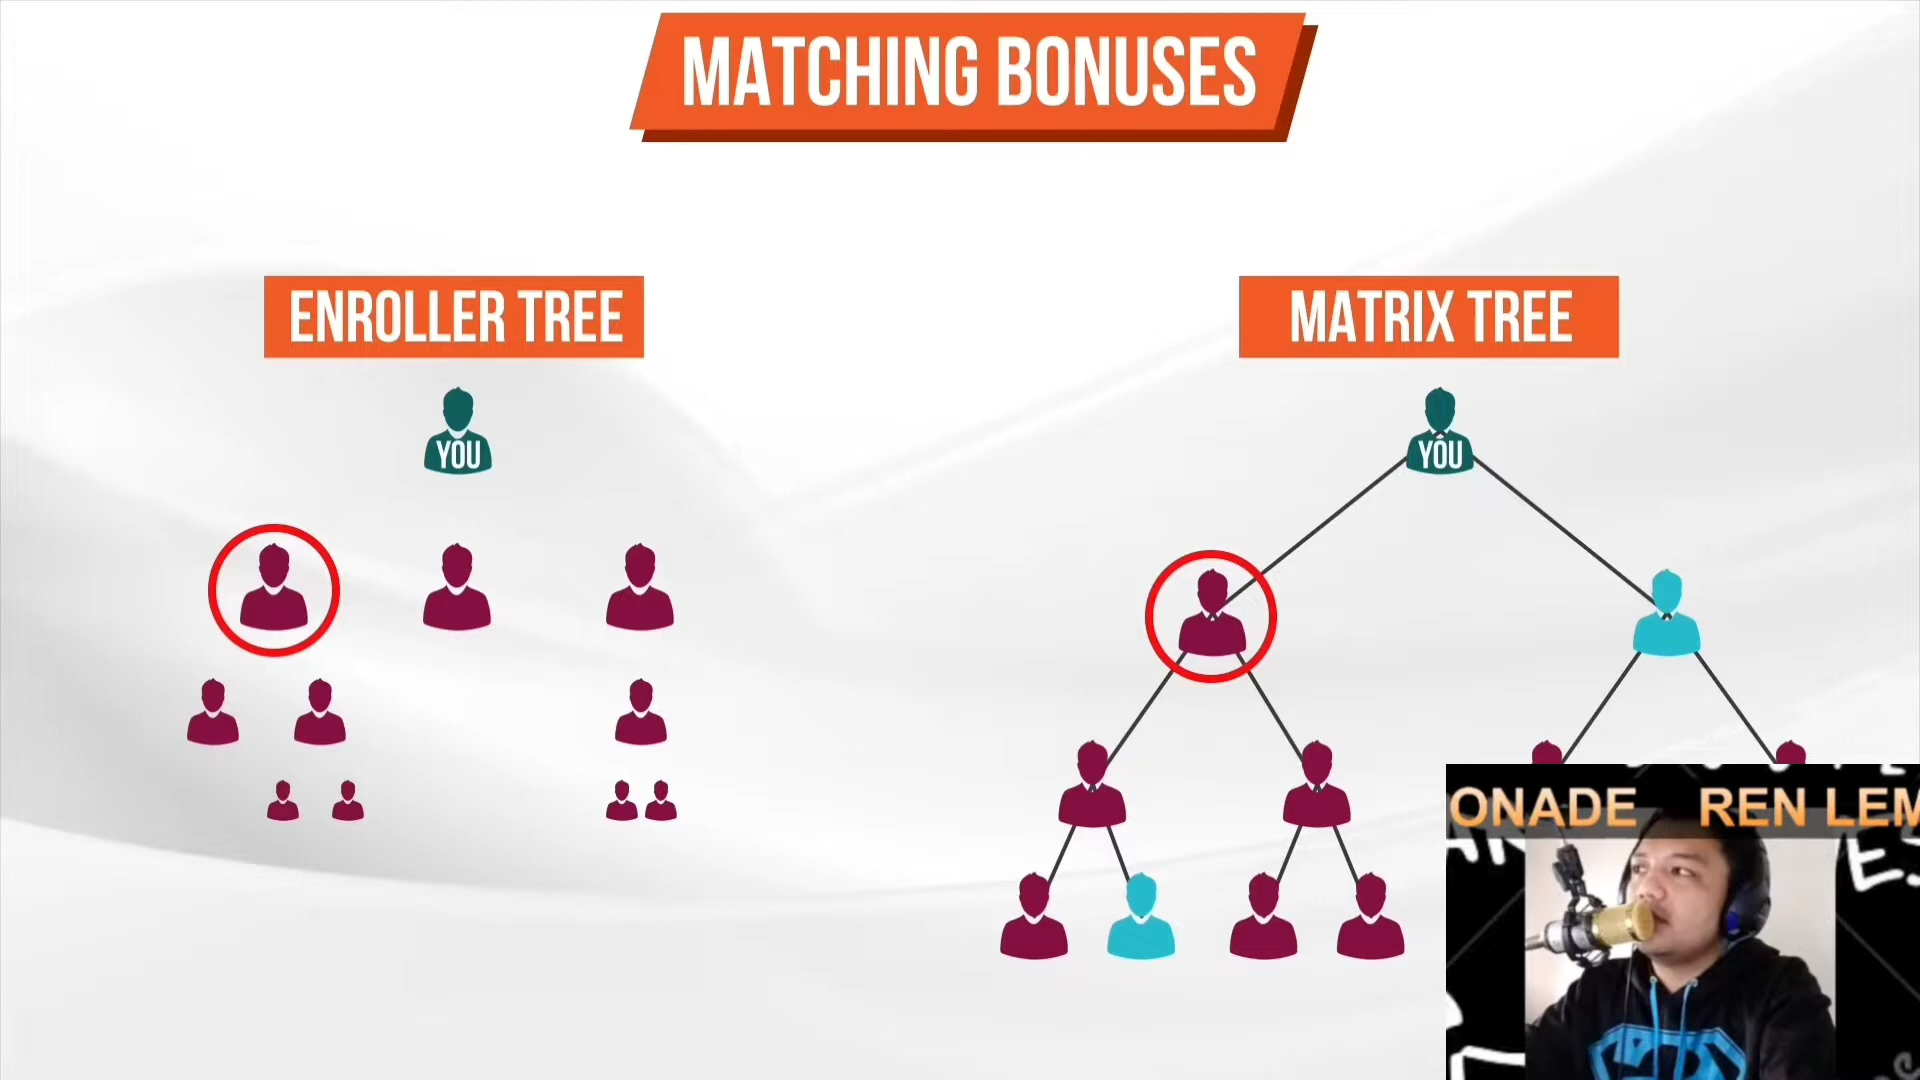 MATCHING BONUSES
ENROLLER TREE
MATRIX TREE
YOU
YOU
ONADE REN LEM